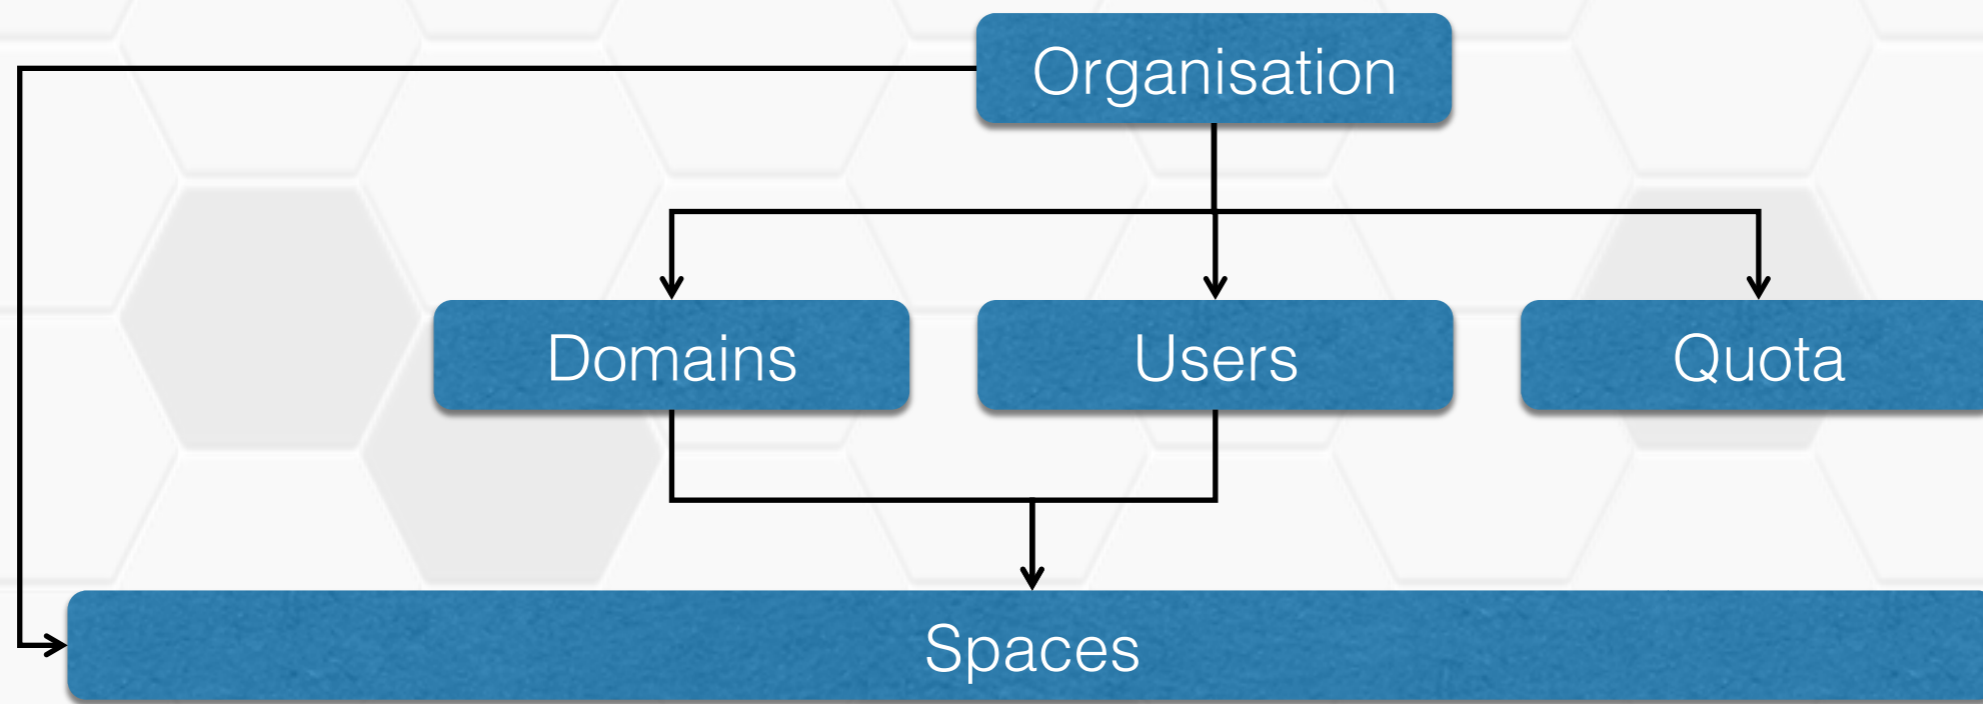 Organisation
Domains
Users
Quota
Spaces